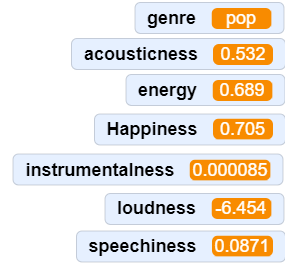 genre pop
acousticness 0.532
energy 0.689
Happiness 0.705
instrumentalness 0.000085
loudness -6.454
speechiness 0.0871